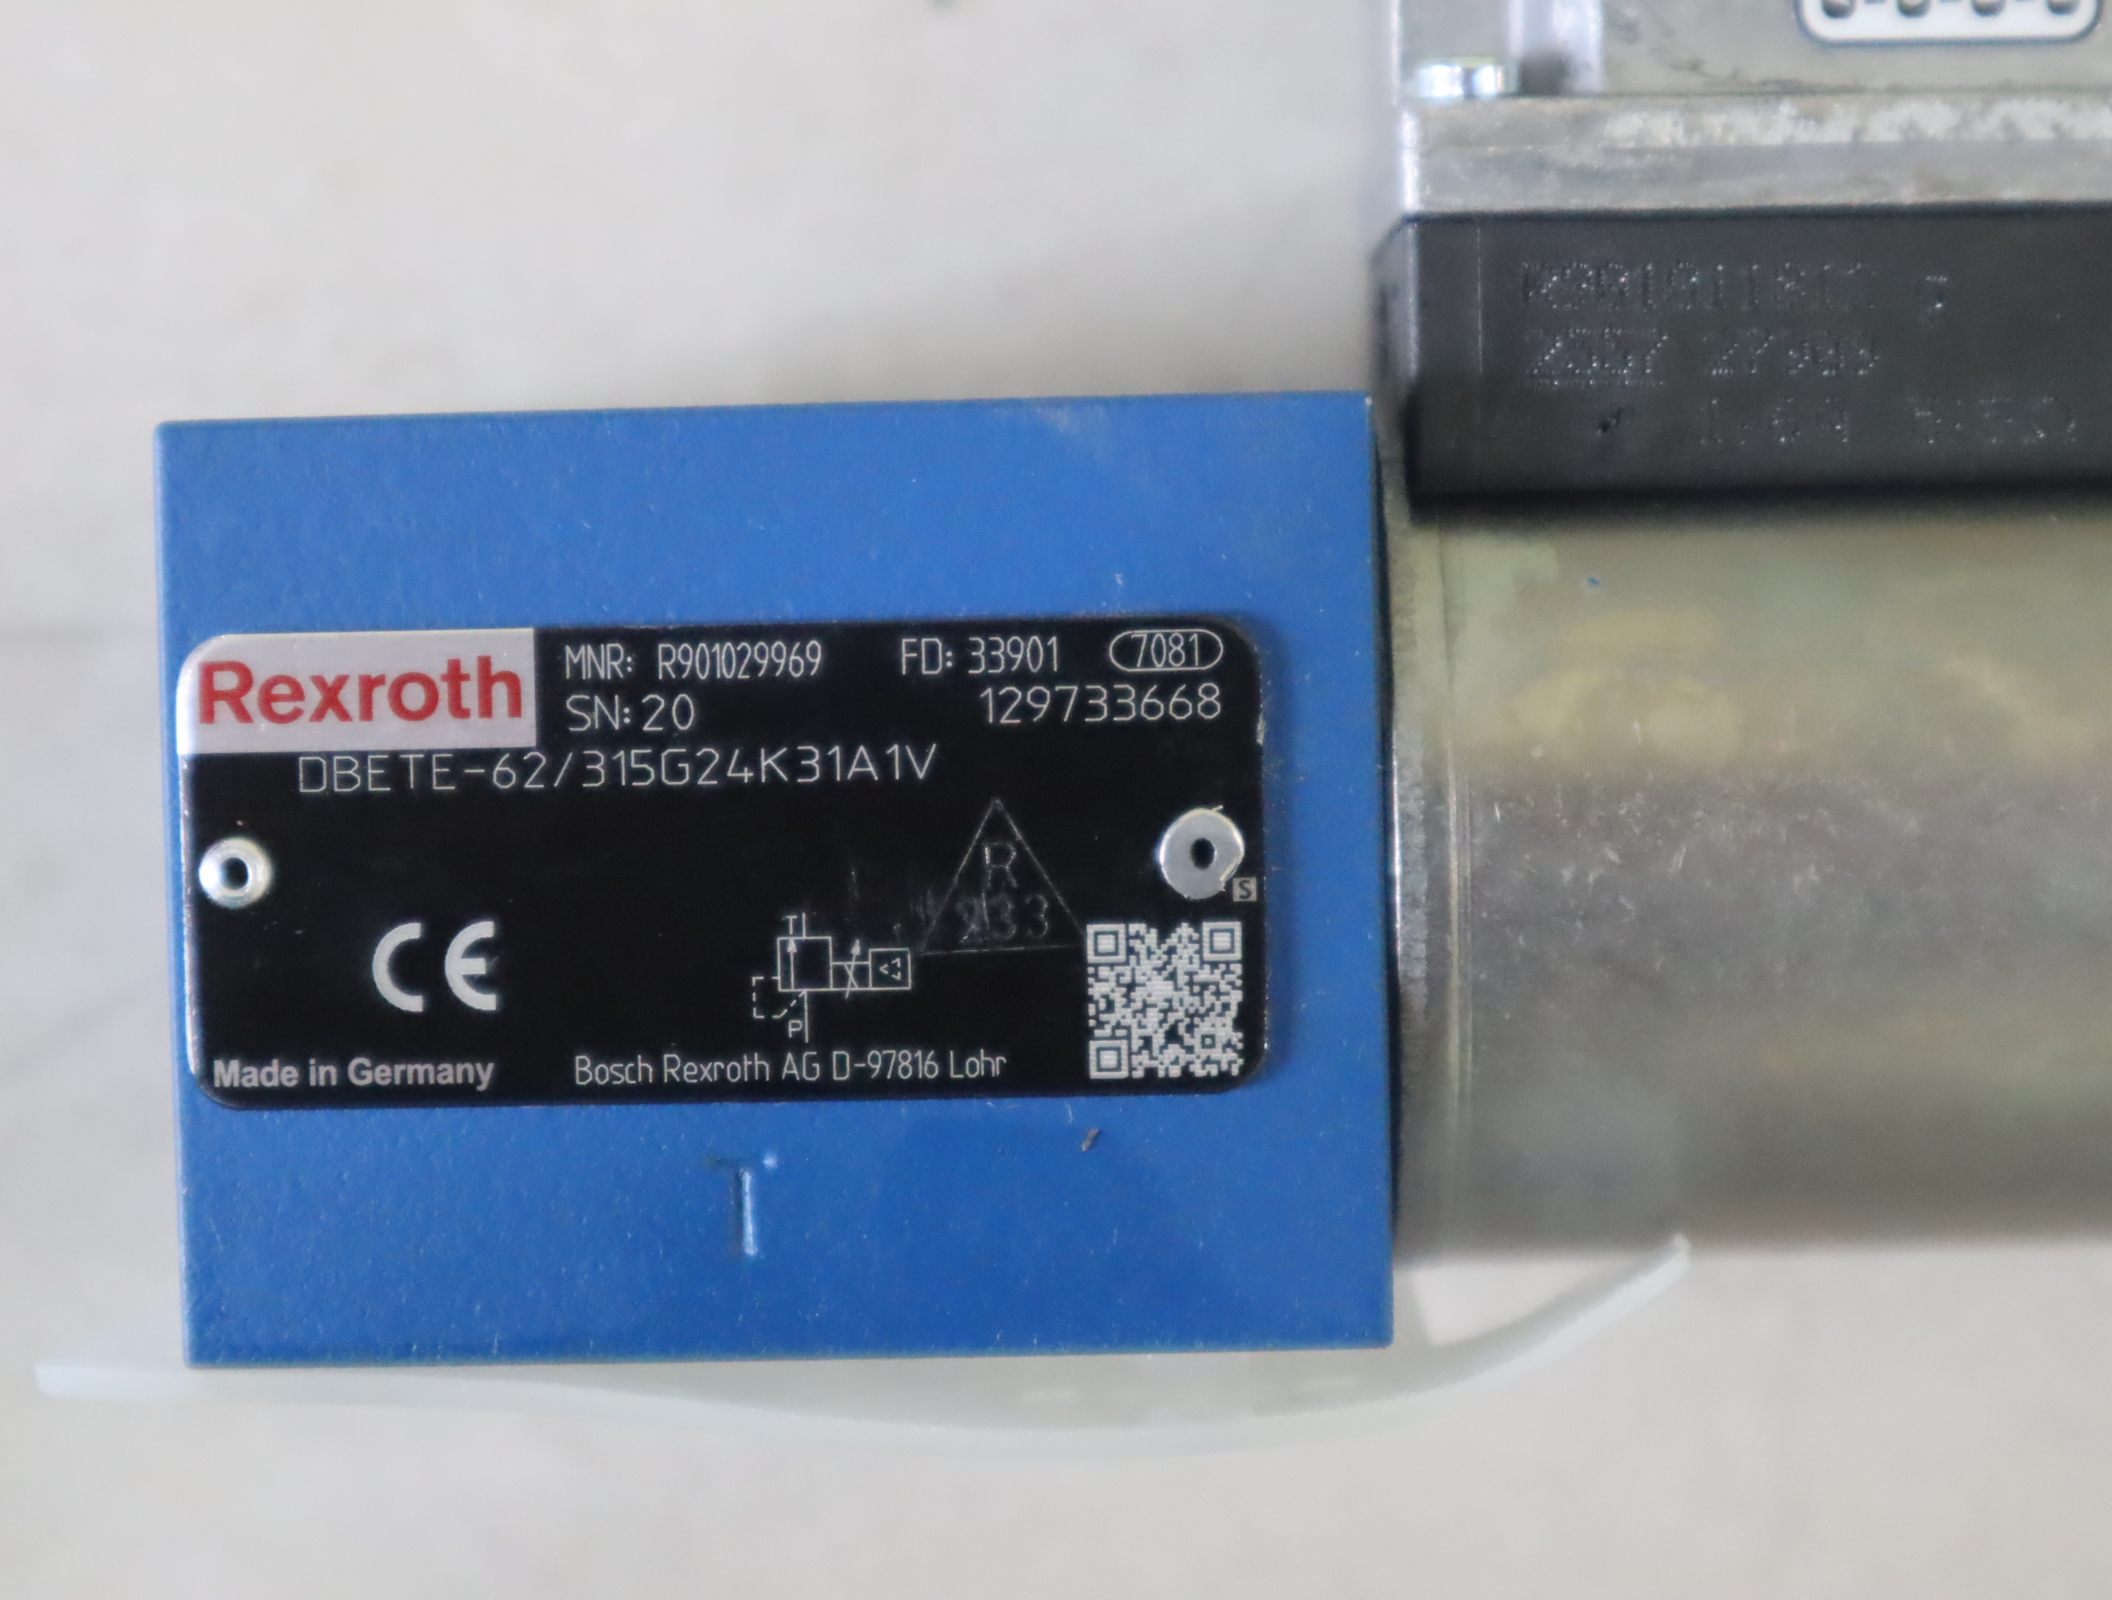 Rexroth
MNR: R901029969 FD: 33901 7081
SN: 20 129733668
DBETE-62/315G24K31A1V
R
233
S
CE
T
P
Made in Germany
Bosch Rexroth AG D-97816 Lohr
T